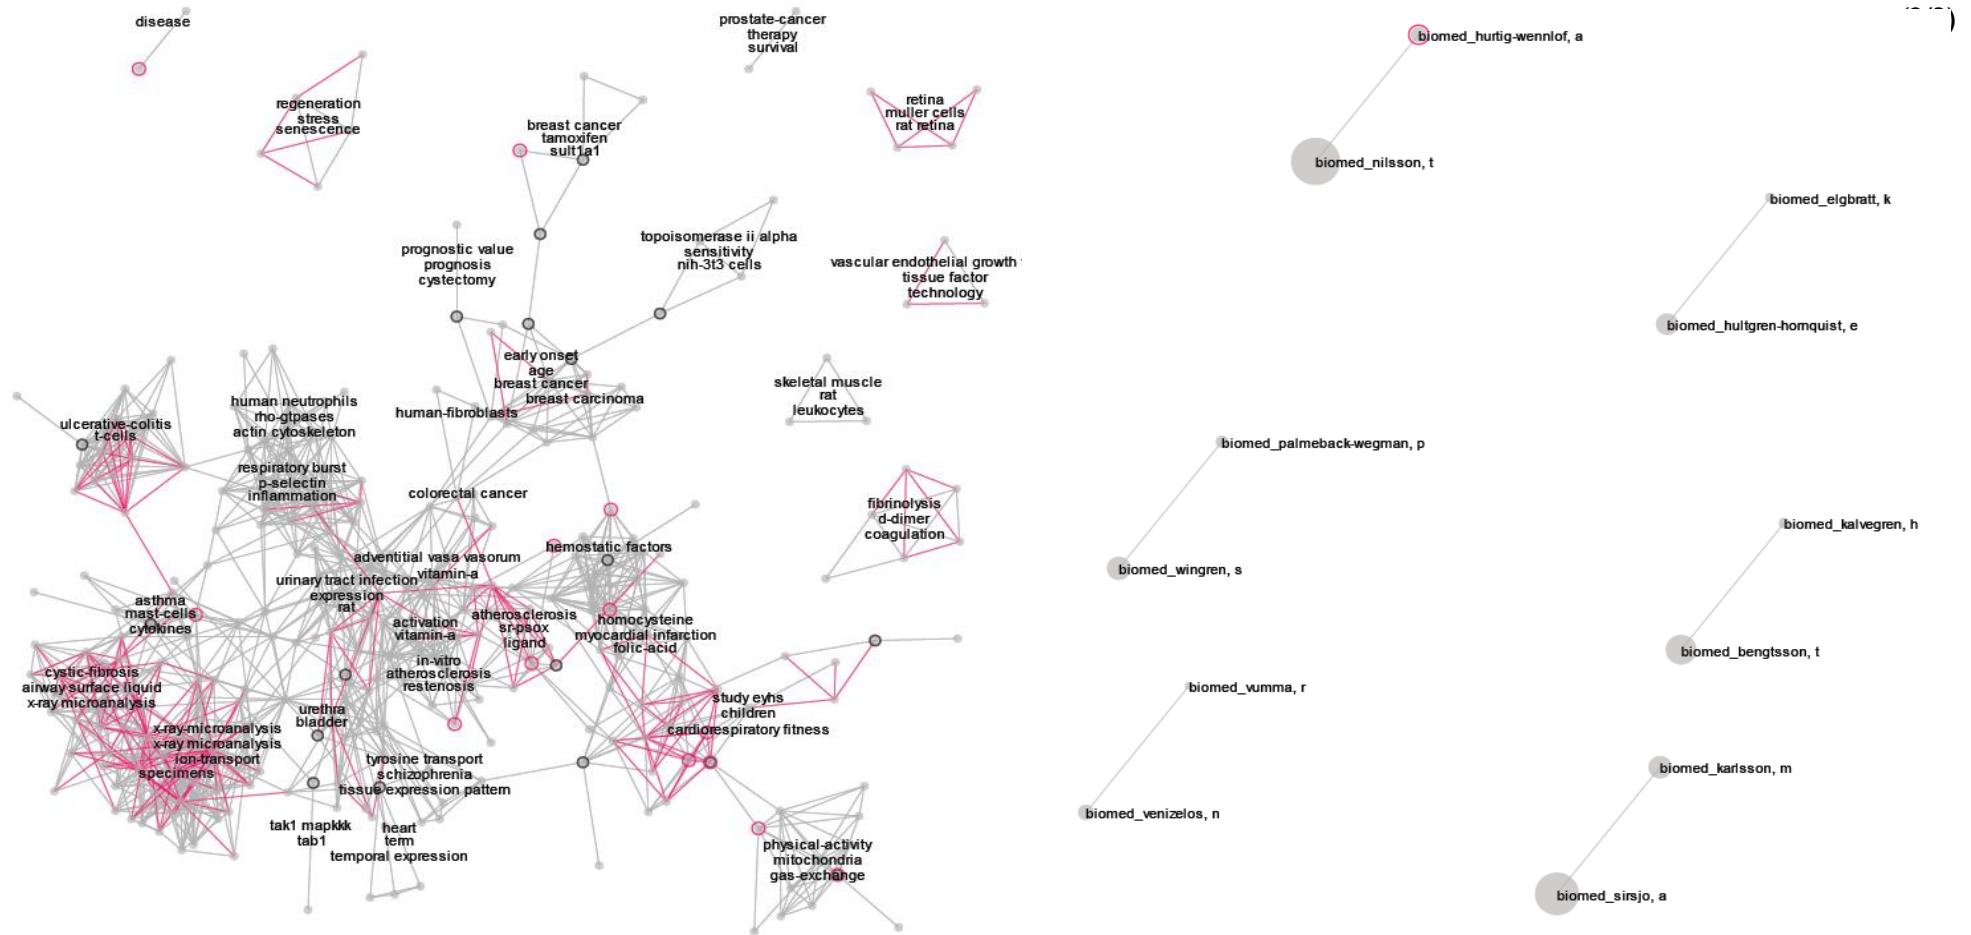 disease
prostate-cancer
therapy
survival
regeneration
stress
senescence
breast cancer
tamoxifen
sult1a1
retina
muller cells
rat retina
prognostic value
prognosis
cystectomy
topoisomerase ii alpha
sensitivity
nih-3t3 cells
vascular endothelial growth
tissue factor
technology
early onset
age
breast cancer
breast carcinoma
human-fibroblasts
skeletal muscle
rat
leukocytes
ulcerative-colitis
t-cells
human neutrophils
rho-gtpases
actin cytoskeleton
respiratory burst
p-selectin
inflammation
colorectal cancer
fibrinolysis
d-dimer
coagulation
hemostatic factors
adventitial vasa vasorum
vitamin-a
urinary tract infection
expression
rat
asthma
mast-cells
cytokines
activation
vitamin-a
atherosclerosis
sr-psox
ligand
homocysteine
myocardial infarction
folic-acid
in-vitro
atherosclerosis
restenosis
cystic-fibrosis
airway surface liquid
x-ray microanalysis
urethra
bladder
study eyhs
children
cardiorespiratory fitness
x-ray-microanalysis
x-ray microanalysis
ion-transport
specimens
tyrosine transport
schizophrenia
tissue expression pattern
tak1 mapkkk
tab1
heart
term
temporal expression
physical-activity
mitochondria
gas-exchange
biomed_hurtig-wennlof, a
biomed_nilsson, t
biomed_elgbratt, k
biomed_hultgren-hornquist, e
biomed_palmeback-wegman, p
biomed_wingren, s
biomed_kalvegren, h
biomed_bengtsson, t
biomed_vumma, r
biomed_venizelos, n
biomed_karlsson, m
biomed_sirsjo, a